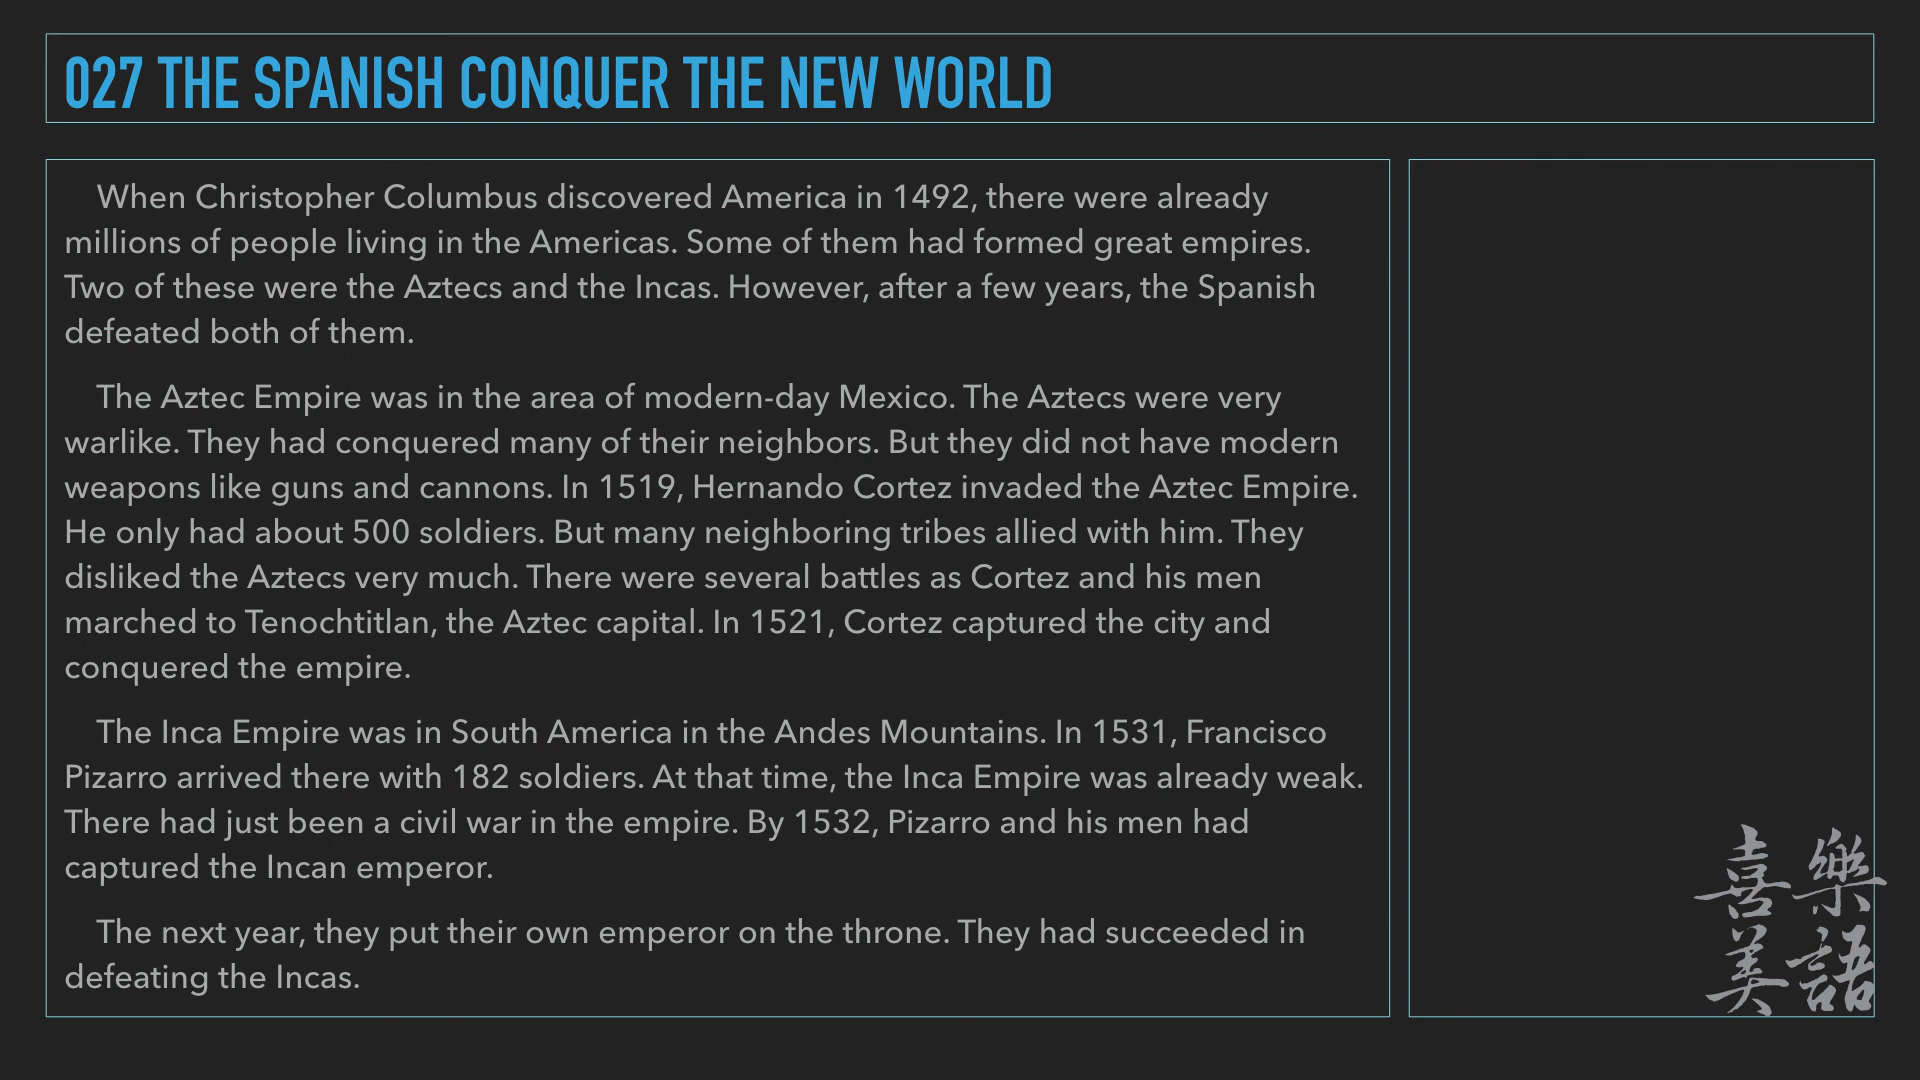 027 THE SPANISH CONQUER THE NEW WORLD
When Christopher Columbus discovered America in 1492, there were already
millions of people living in the Americas. Some of them had formed great empires.
Two of these were the Aztecs and the Incas. However, after a few years, the Spanish
defeated both of them.
The Aztec Empire was in the area of modern-day Mexico. The Aztecs were very
warlike. They had conquered many of their neighbors. But they did not have modern
weapons like guns and cannons. In 1519, Hernando Cortez invaded the Aztec Empire.
He only had about 500 soldiers. But many neighboring tribes allied with him. They
disliked the Aztecs very much. There were several battles as Cortez and his men
marched to Tenochtitlan, the Aztec capital. In 1521, Cortez captured the city and
conquered the empire.
The Inca Empire was in South America in the Andes Mountains. In 1531, Francisco
Pizarro arrived there with 182 soldiers. At that time, the Inca Empire was already weak.
There had just been a civil war in the empire. By 1532, Pizarro and his men had
captured the Incan emperor.
The next year, they put their own emperor on the throne. They had succeeded in
defeating the Incas.
喜樂
美語